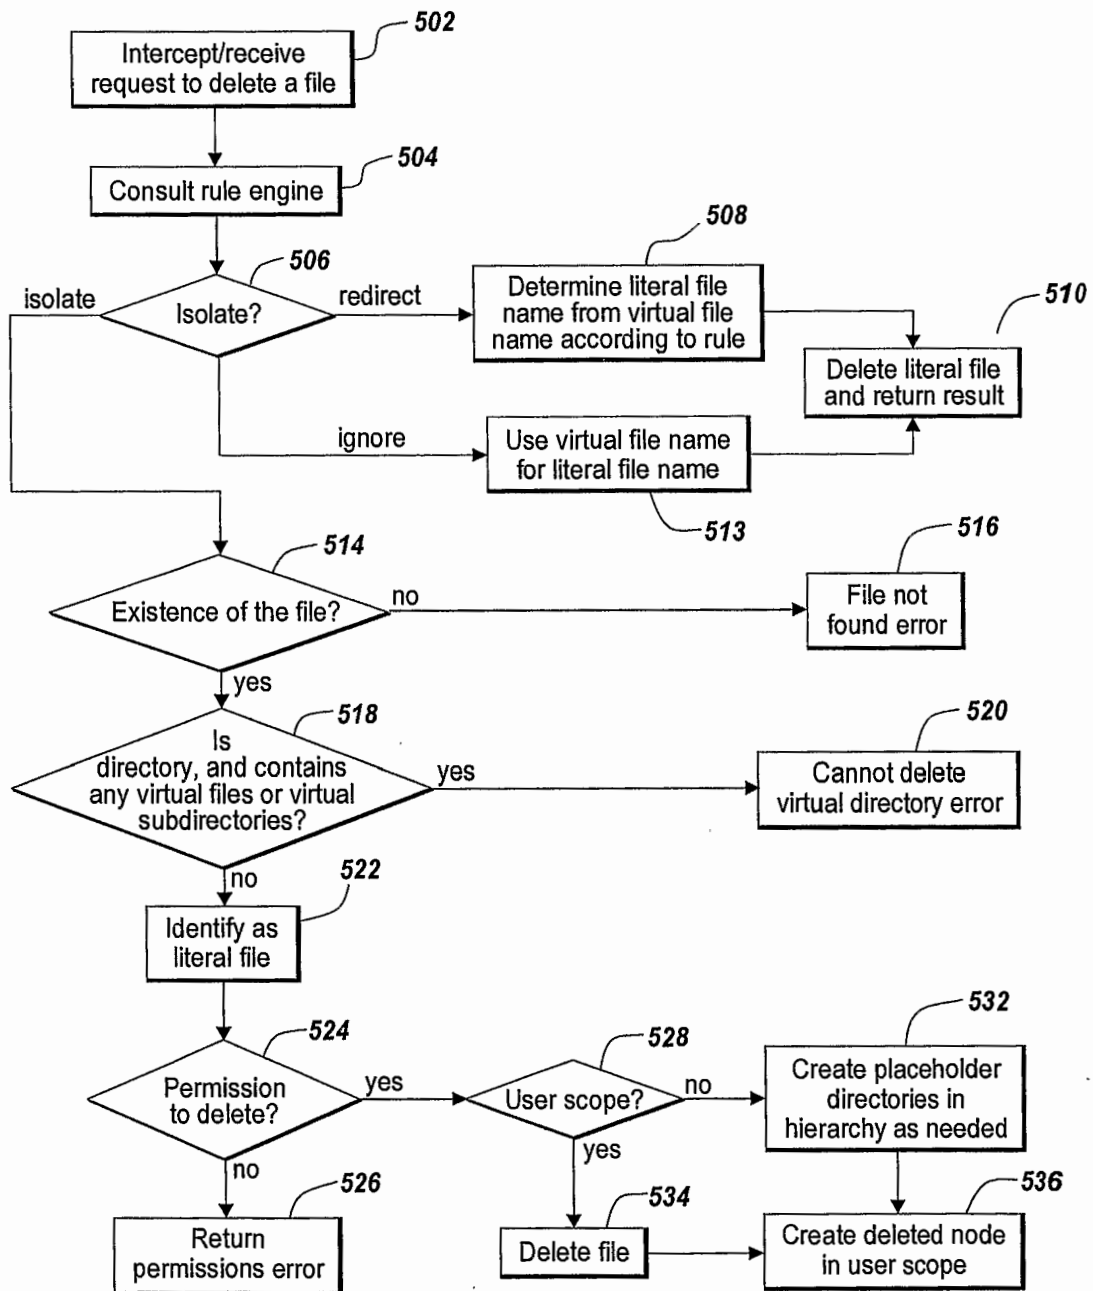 502
Intercept/receive
request to delete a file
504
Consult rule engine
506
isolate
Isolate?
redirect
508
Determine literal file
name from virtual file
name according to rule
510
Delete literal file
and return result
ignore
Use virtual file name
for literal file name
513
514
Existence of the file?
no
516
File not
found error
yes
518
Is
directory, and contains
any virtual files or virtual
subdirectories?
yes
520
Cannot delete
virtual directory error
no
522
Identify as
literal file
524
Permission
to delete?
yes
528
User scope?
no
532
Create placeholder
directories in
hierarchy as needed
no
526
Return
permissions error
yes
534
Delete file
536
Create deleted node
in user scope